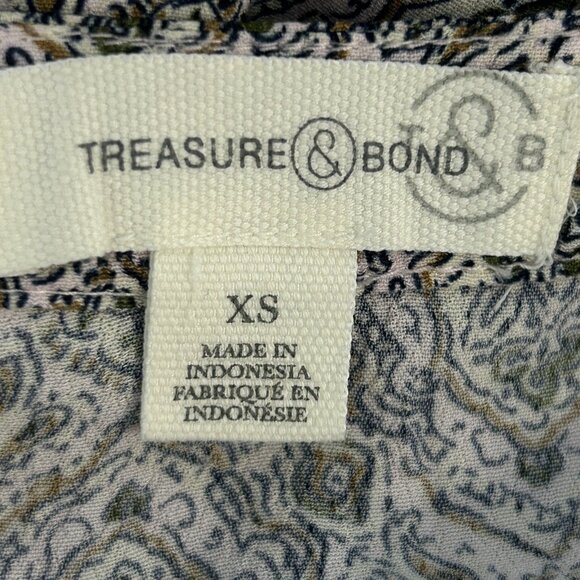 TREASURE & BOND
& B
XS
MADE IN
INDONESIA
FABRIQUÉ EN
INDONÉSIE